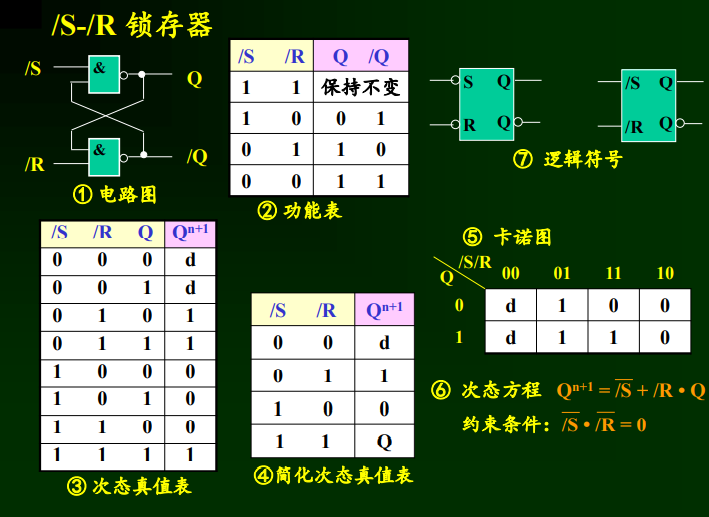 /S-/R 锁存器
/S & Q
/R & /Q
① 电路图
/S /R Q /Q
1 1 保持不变
1 0 0 1
0 1 1 0
0 0 1 1
② 功能表
S Q
R Q
/S Q
/R Q
⑦ 逻辑符号
/S /R Q Qn+1
0 0 0 d
0 0 1 d
0 1 0 1
0 1 1 1
1 0 0 0
1 0 1 0
1 1 0 0
1 1 1 1
③ 次态真值表
/S /R Qn+1
0 0 d
0 1 1
1 0 0
1 1 Q
④简化次态真值表
⑤ 卡诺图
Q /S/R 00 01 11 10
0 d 1 0 0
1 d 1 1 0
⑥ 次态方程 Qn+1 = /S̅ + /R • Q
约束条件: /S̅ • /R̅ = 0